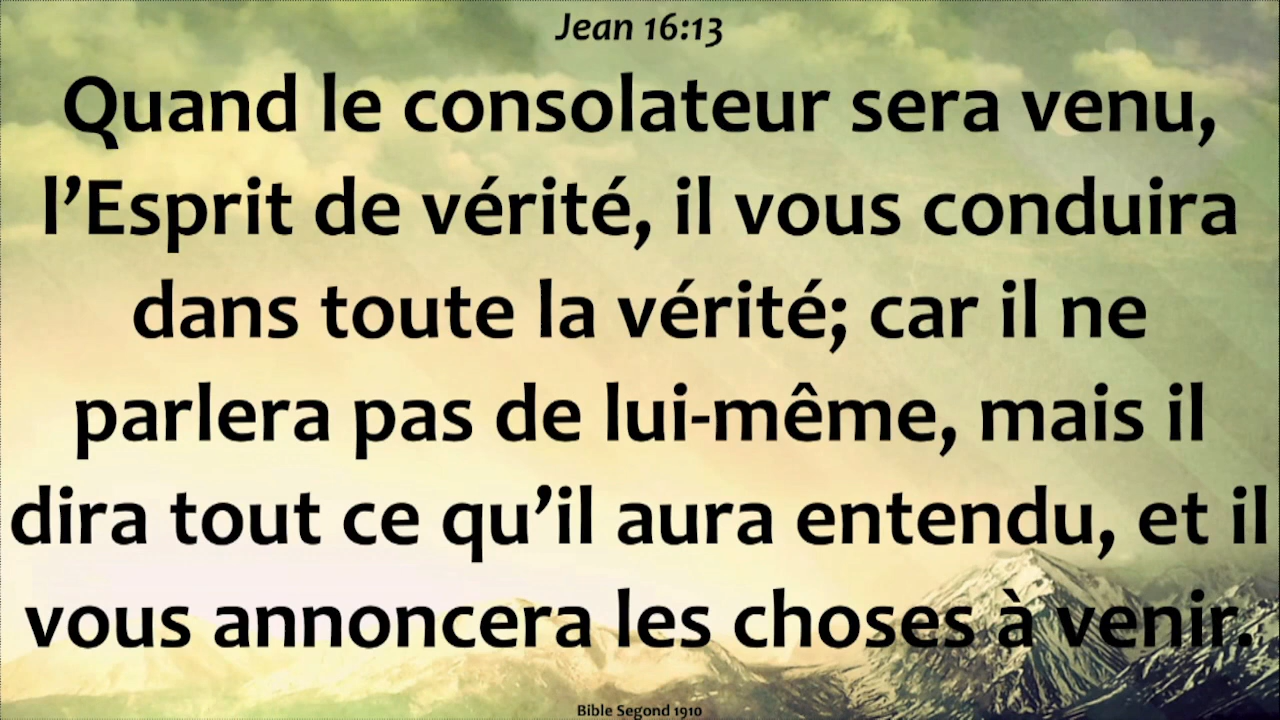 Jean 16:13
Quand le consolateur sera venu,
l’Esprit de vérité, il vous conduira
dans toute la vérité; car il ne
parlera pas de lui-même, mais il
dira tout ce qu’il aura entendu, et il
vous annoncera les choses à venir.
Bible Segond 1910